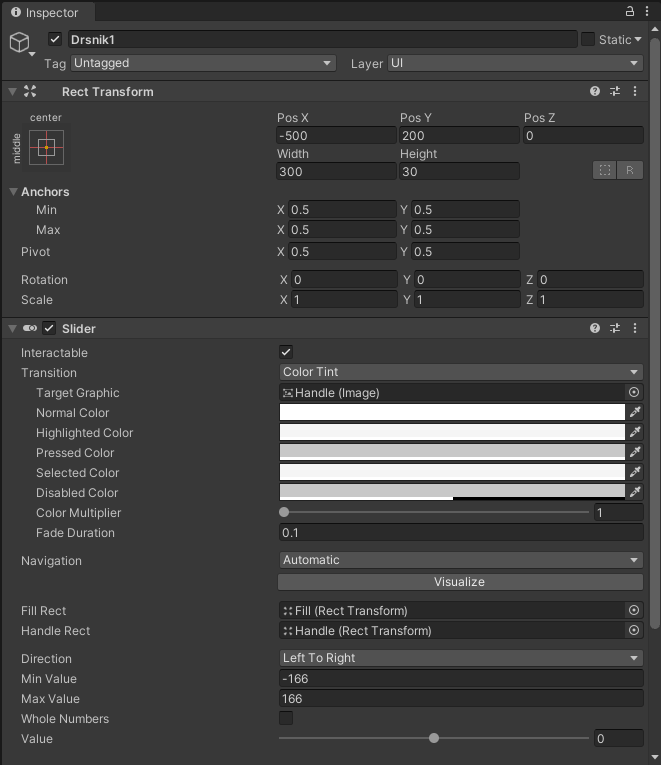 Inspector
Drsnik1
Static
Tag Untagged Layer UI
Rect Transform
center
middle
Pos X Pos Y Pos Z
-500 200 0
Width Height
300 30
R
Anchors
Min X 0.5 Y 0.5
Max X 0.5 Y 0.5
Pivot X 0.5 Y 0.5
Rotation X 0 Y 0 Z 0
Scale X 1 Y 1 Z 1
Slider
Interactable
Transition Color Tint
Target Graphic Handle (Image)
Normal Color
Highlighted Color
Pressed Color
Selected Color
Disabled Color
Color Multiplier 1
Fade Duration 0.1
Navigation Automatic
Visualize
Fill Rect Fill (Rect Transform)
Handle Rect Handle (Rect Transform)
Direction Left To Right
Min Value -166
Max Value 166
Whole Numbers
Value 0